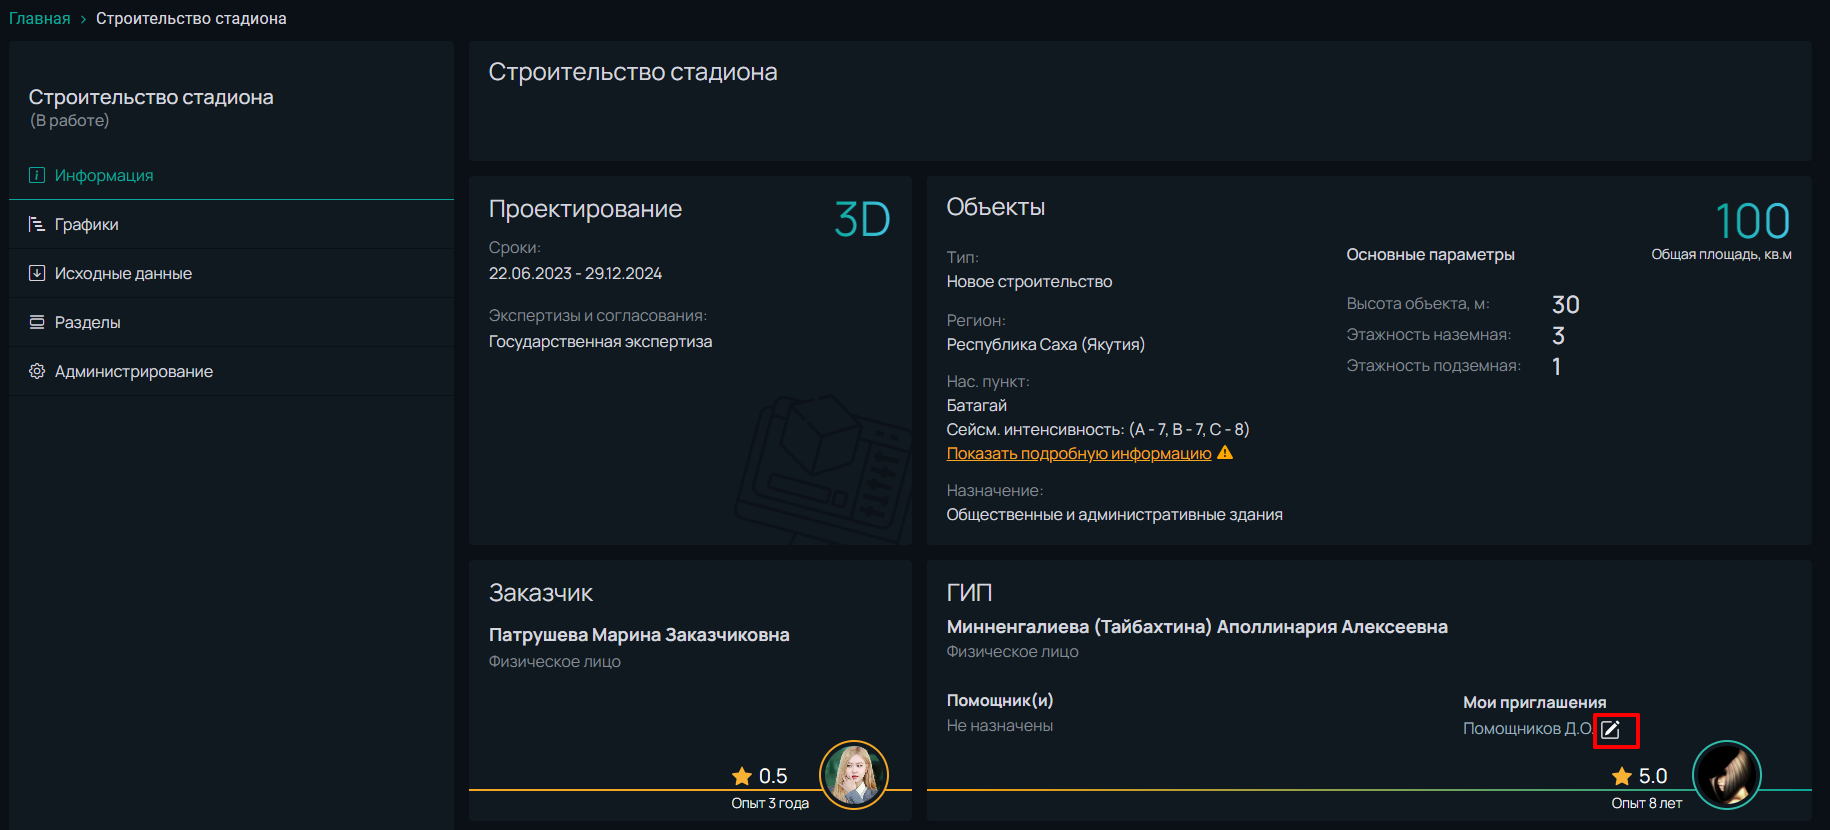 Главная › Строительство стадиона
Строительство стадиона
(В работе)
Информация
Графики
Исходные данные
Разделы
Администрирование
Строительство стадиона
Проектирование
3D
Сроки:
22.06.2023 - 29.12.2024
Экспертизы и согласования:
Государственная экспертиза
Объекты
100
Общая площадь, кв.м
Тип:
Новое строительство
Регион:
Республика Саха (Якутия)
Нас. пункт:
Батагай
Сейсм. интенсивность: (А - 7, В - 7, С - 8)
Показать подробную информацию
Назначение:
Общественные и административные здания
Основные параметры
Высота объекта, м: 30
Этажность наземная: 3
Этажность подземная: 1
Заказчик
Патрушева Марина Заказчиковна
Физическое лицо
0.5
Опыт 3 года
ГИП
Минненгалиева (Тайбахтина) Аполлинария Алексеевна
Физическое лицо
Помощник(и)
Не назначены
Мои приглашения
Помощников Д.О.
5.0
Опыт 8 лет